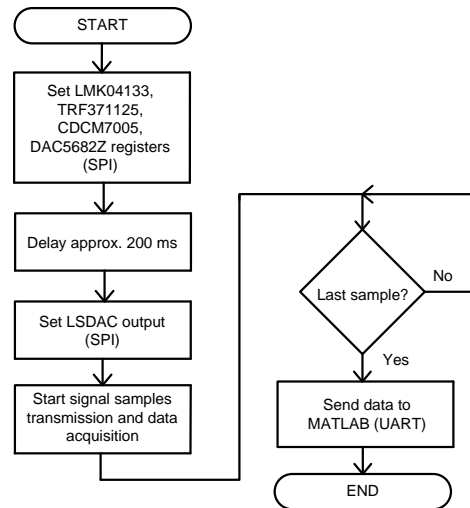 START
Set LMK04133,
TRF371125,
CDCM7005,
DAC5682Z registers
(SPI)
Delay approx. 200 ms
Set LSDAC output
(SPI)
Start signal samples
transmission and data
acquisition
Last sample?
No
Yes
Send data to
MATLAB (UART)
END